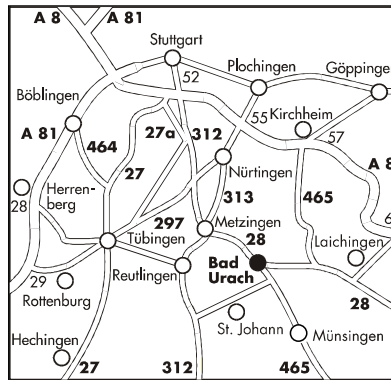 A 8
A 81
Stuttgart
52
Plochingen
Göppinge
Böblingen
55
Kirchheim
A 81
27a
312
57
464
A 8
27
Nürtingen
28
Herren-
berg
313
465
297
Metzingen
6
Tübingen
28
Laichingen
29
Reutlingen
Bad
Urach
Rottenburg
28
St. Johann
Münsingen
Hechingen
27
312
465